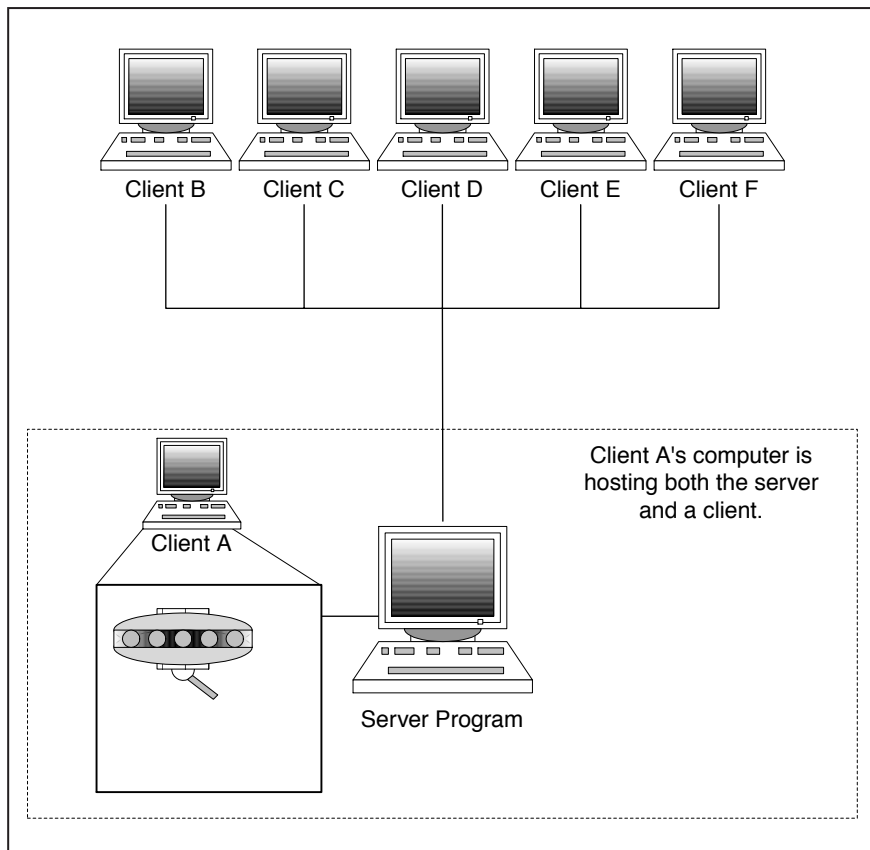 Client B
Client C
Client D
Client E
Client F
Client A's computer is
hosting both the server
and a client.
Client A
Server Program